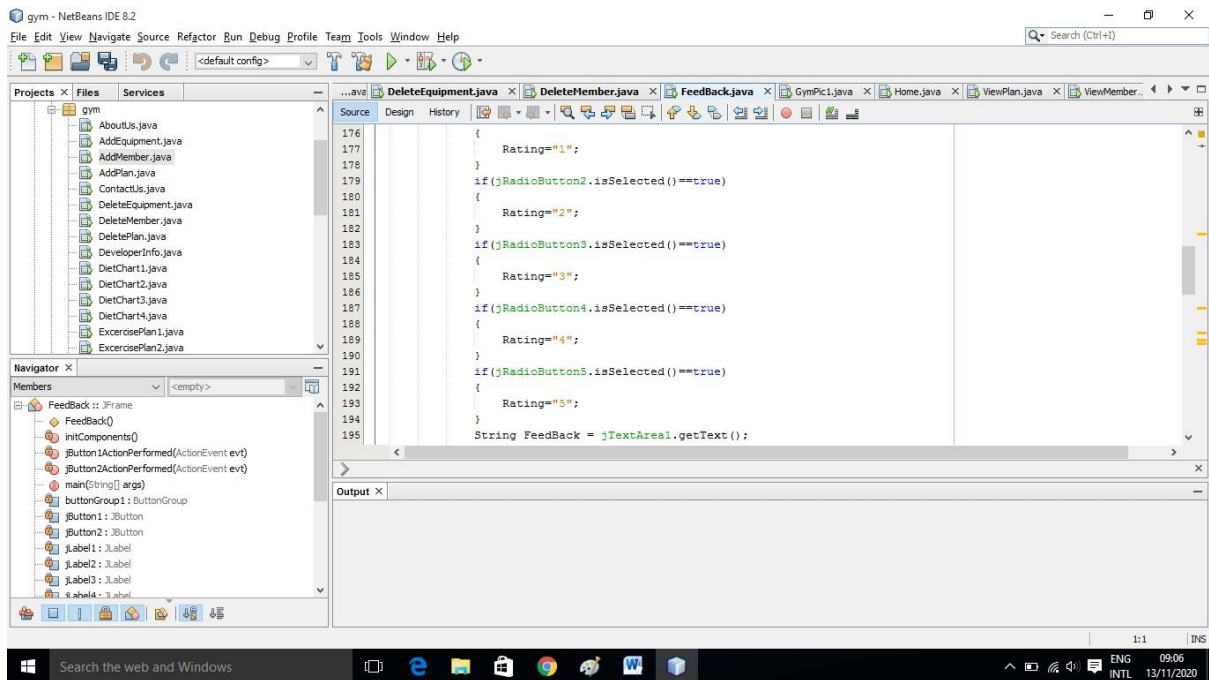 gym - NetBeans IDE 8.2
File Edit View Navigate Source Refactor Run Debug Profile Team Tools Window Help
Search (Ctrl+I)
<default config>
Projects Files Services
...ava DeleteEquipment.java DeleteMember.java FeedBack.java GymPic1.java Home.java ViewPlan.java ViewMember..
Source Design History
gym
AboutUs.java
AddEquipment.java
AddMember.java
AddPlan.java
ContactUs.java
DeleteEquipment.java
DeleteMember.java
DeletePlan.java
DeveloperInfo.java
DietChart1.java
DietChart2.java
DietChart3.java
DietChart4.java
ExcercisePlan1.java
ExcercisePlan2.java
176 {
177 Rating="1";
178 }
179 if(jRadioButton2.isSelected()==true)
180 {
181 Rating="2";
182 }
183 if(jRadioButton3.isSelected()==true)
184 {
185 Rating="3";
186 }
187 if(jRadioButton4.isSelected()==true)
188 {
189 Rating="4";
190 }
191 if(jRadioButton5.isSelected()==true)
192 {
193 Rating="5";
194 }
195 String FeedBack = jTextArea1.getText();
Navigator
Members <empty>
FeedBack :: JFrame
FeedBack()
initComponents()
jButton1ActionPerformed(ActionEvent evt)
jButton2ActionPerformed(ActionEvent evt)
main(String[] args)
buttonGroup1 : ButtonGroup
jButton1 : JButton
jButton2 : JButton
jLabel1 : JLabel
jLabel2 : JLabel
jLabel3 : JLabel
jLabel4 : JLabel
Output
1:1 INS
Search the web and Windows
ENG
INTL
09:06
13/11/2020